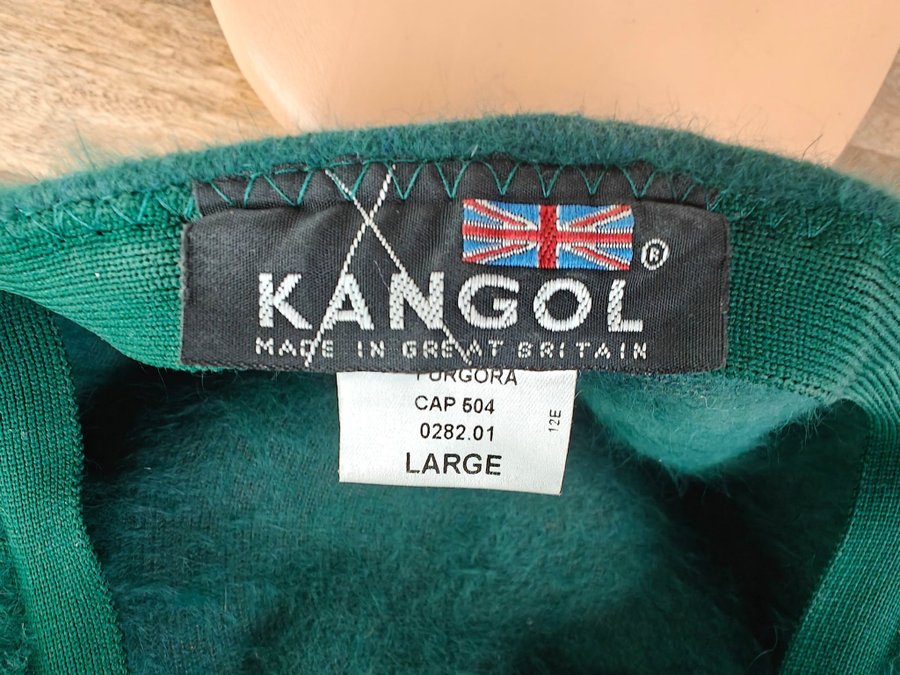 ®
KANGOL
MADE IN GREAT BRITAIN
FURGORA
CAP 504
0282.01
LARGE
12E